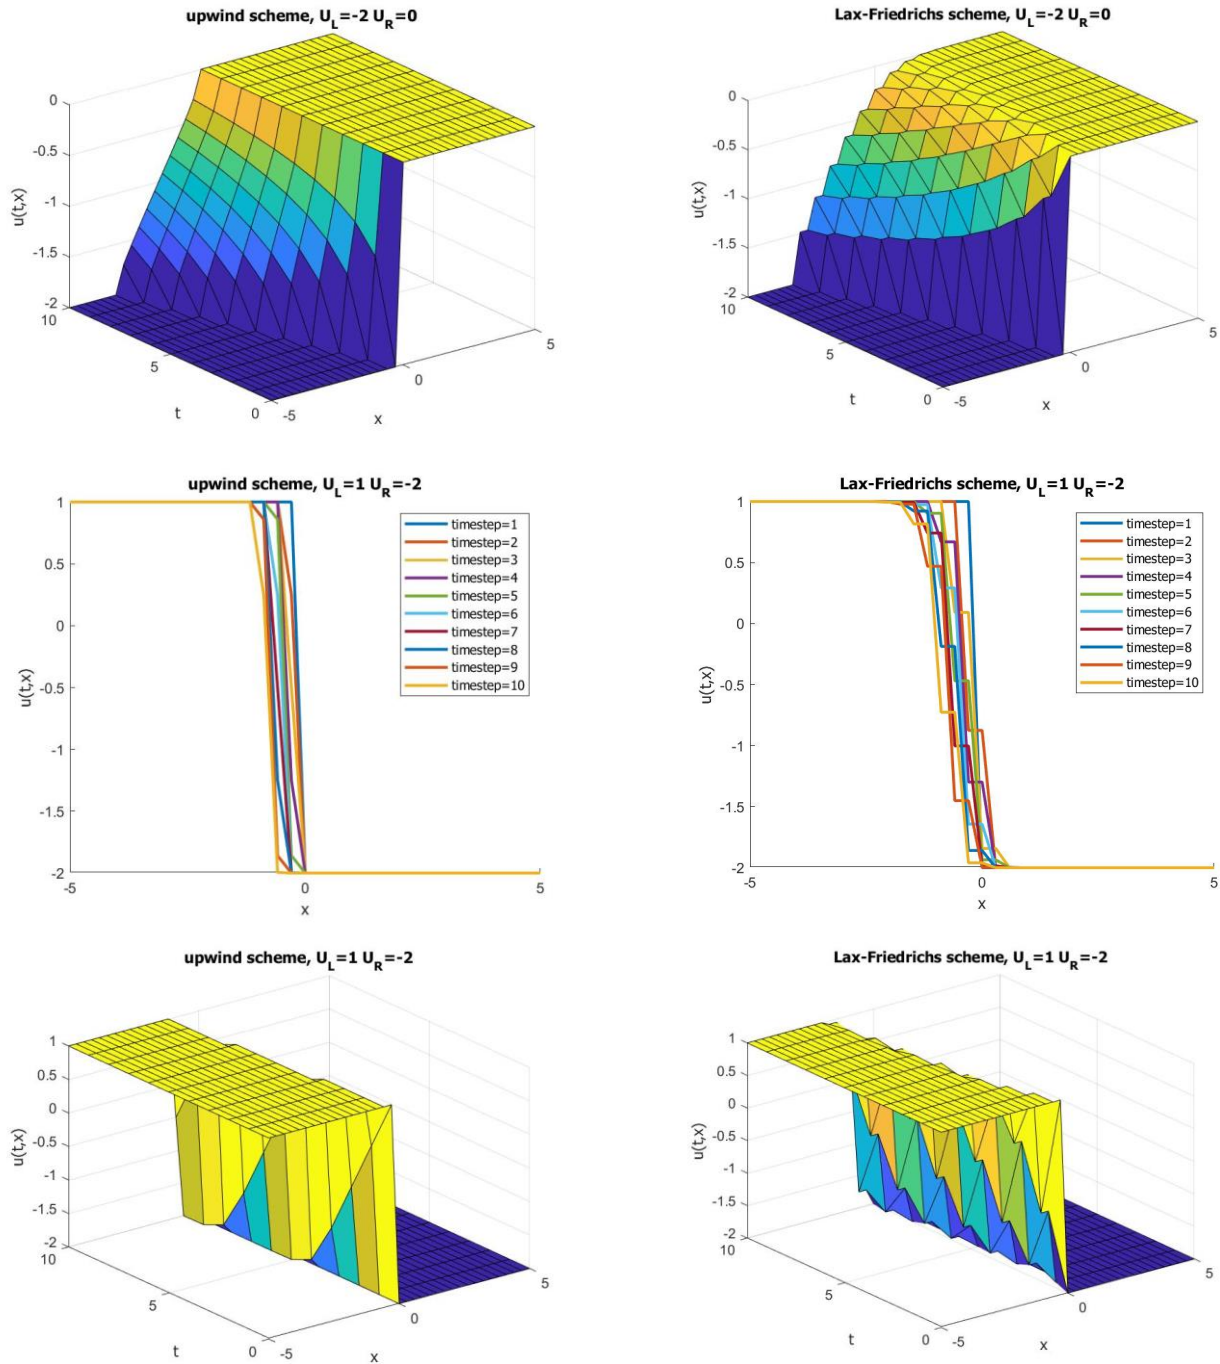 upwind scheme, U_L=-2 U_R=0
0
-0.5
-1
-1.5
-2
u(t,x)
10
5
0
t
-5
0
5
x
Lax-Friedrichs scheme, U_L=-2 U_R=0
0
-0.5
-1
-1.5
-2
u(t,x)
10
5
0
t
-5
0
5
x
upwind scheme, U_L=1 U_R=-2
1
0.5
0
-0.5
-1
-1.5
-2
u(t,x)
-5
0
5
x
timestep=1
timestep=2
timestep=3
timestep=4
timestep=5
timestep=6
timestep=7
timestep=8
timestep=9
timestep=10
Lax-Friedrichs scheme, U_L=1 U_R=-2
1
0.5
0
-0.5
-1
-1.5
-2
u(t,x)
-5
0
5
x
timestep=1
timestep=2
timestep=3
timestep=4
timestep=5
timestep=6
timestep=7
timestep=8
timestep=9
timestep=10
upwind scheme, U_L=1 U_R=-2
1
0.5
0
-0.5
-1
-1.5
-2
u(t,x)
10
5
0
t
-5
0
5
x
Lax-Friedrichs scheme, U_L=1 U_R=-2
1
0.5
0
-0.5
-1
-1.5
-2
u(t,x)
10
5
0
t
-5
0
5
x